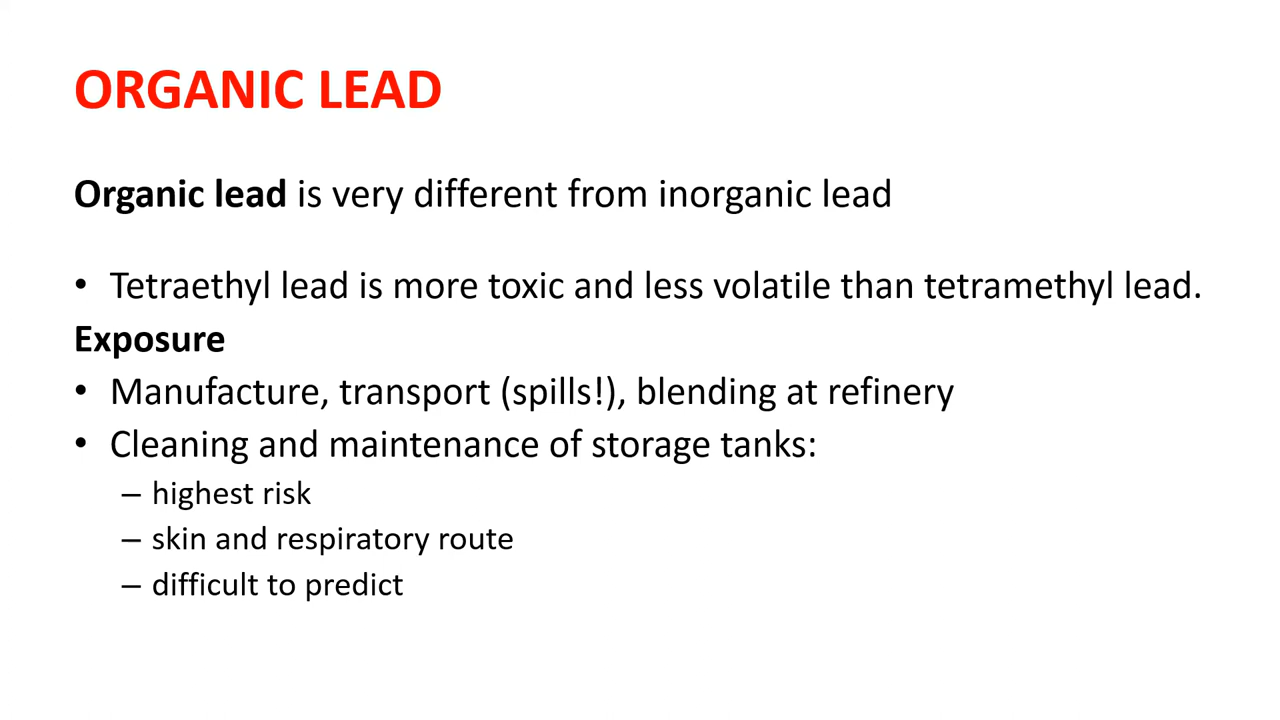 ORGANIC LEAD
Organic lead is very different from inorganic lead
• Tetraethyl lead is more toxic and less volatile than tetramethyl lead.
Exposure
• Manufacture, transport (spills!), blending at refinery
• Cleaning and maintenance of storage tanks:
– highest risk
– skin and respiratory route
– difficult to predict